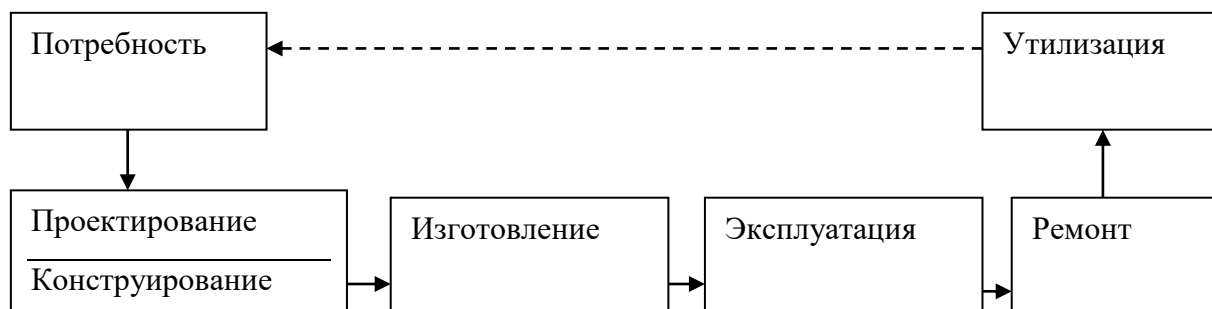 Потребность
Утилизация
Проектирование
Конструирование
Изготовление
Эксплуатация
Ремонт